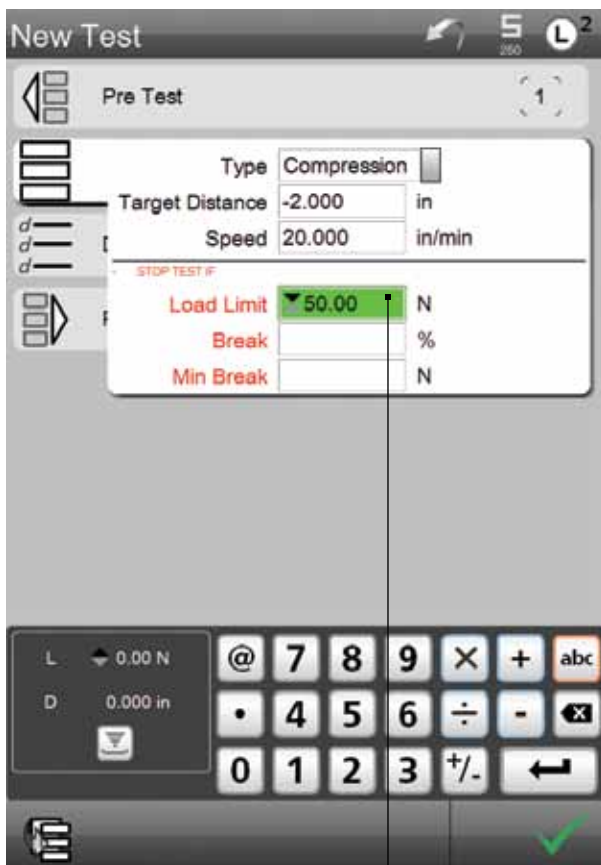 New Test
S
250
L 2
Pre Test
1
Type Compression
Target Distance -2.000 in
Speed 20.000 in/min
d
d
d
- STOP TEST IF
Load Limit 50.00 N
Break %
Min Break N
L 0.00 N
D 0.000 in
@ 7 8 9 × + abc
• 4 5 6 ÷ -
0 1 2 3 +/-